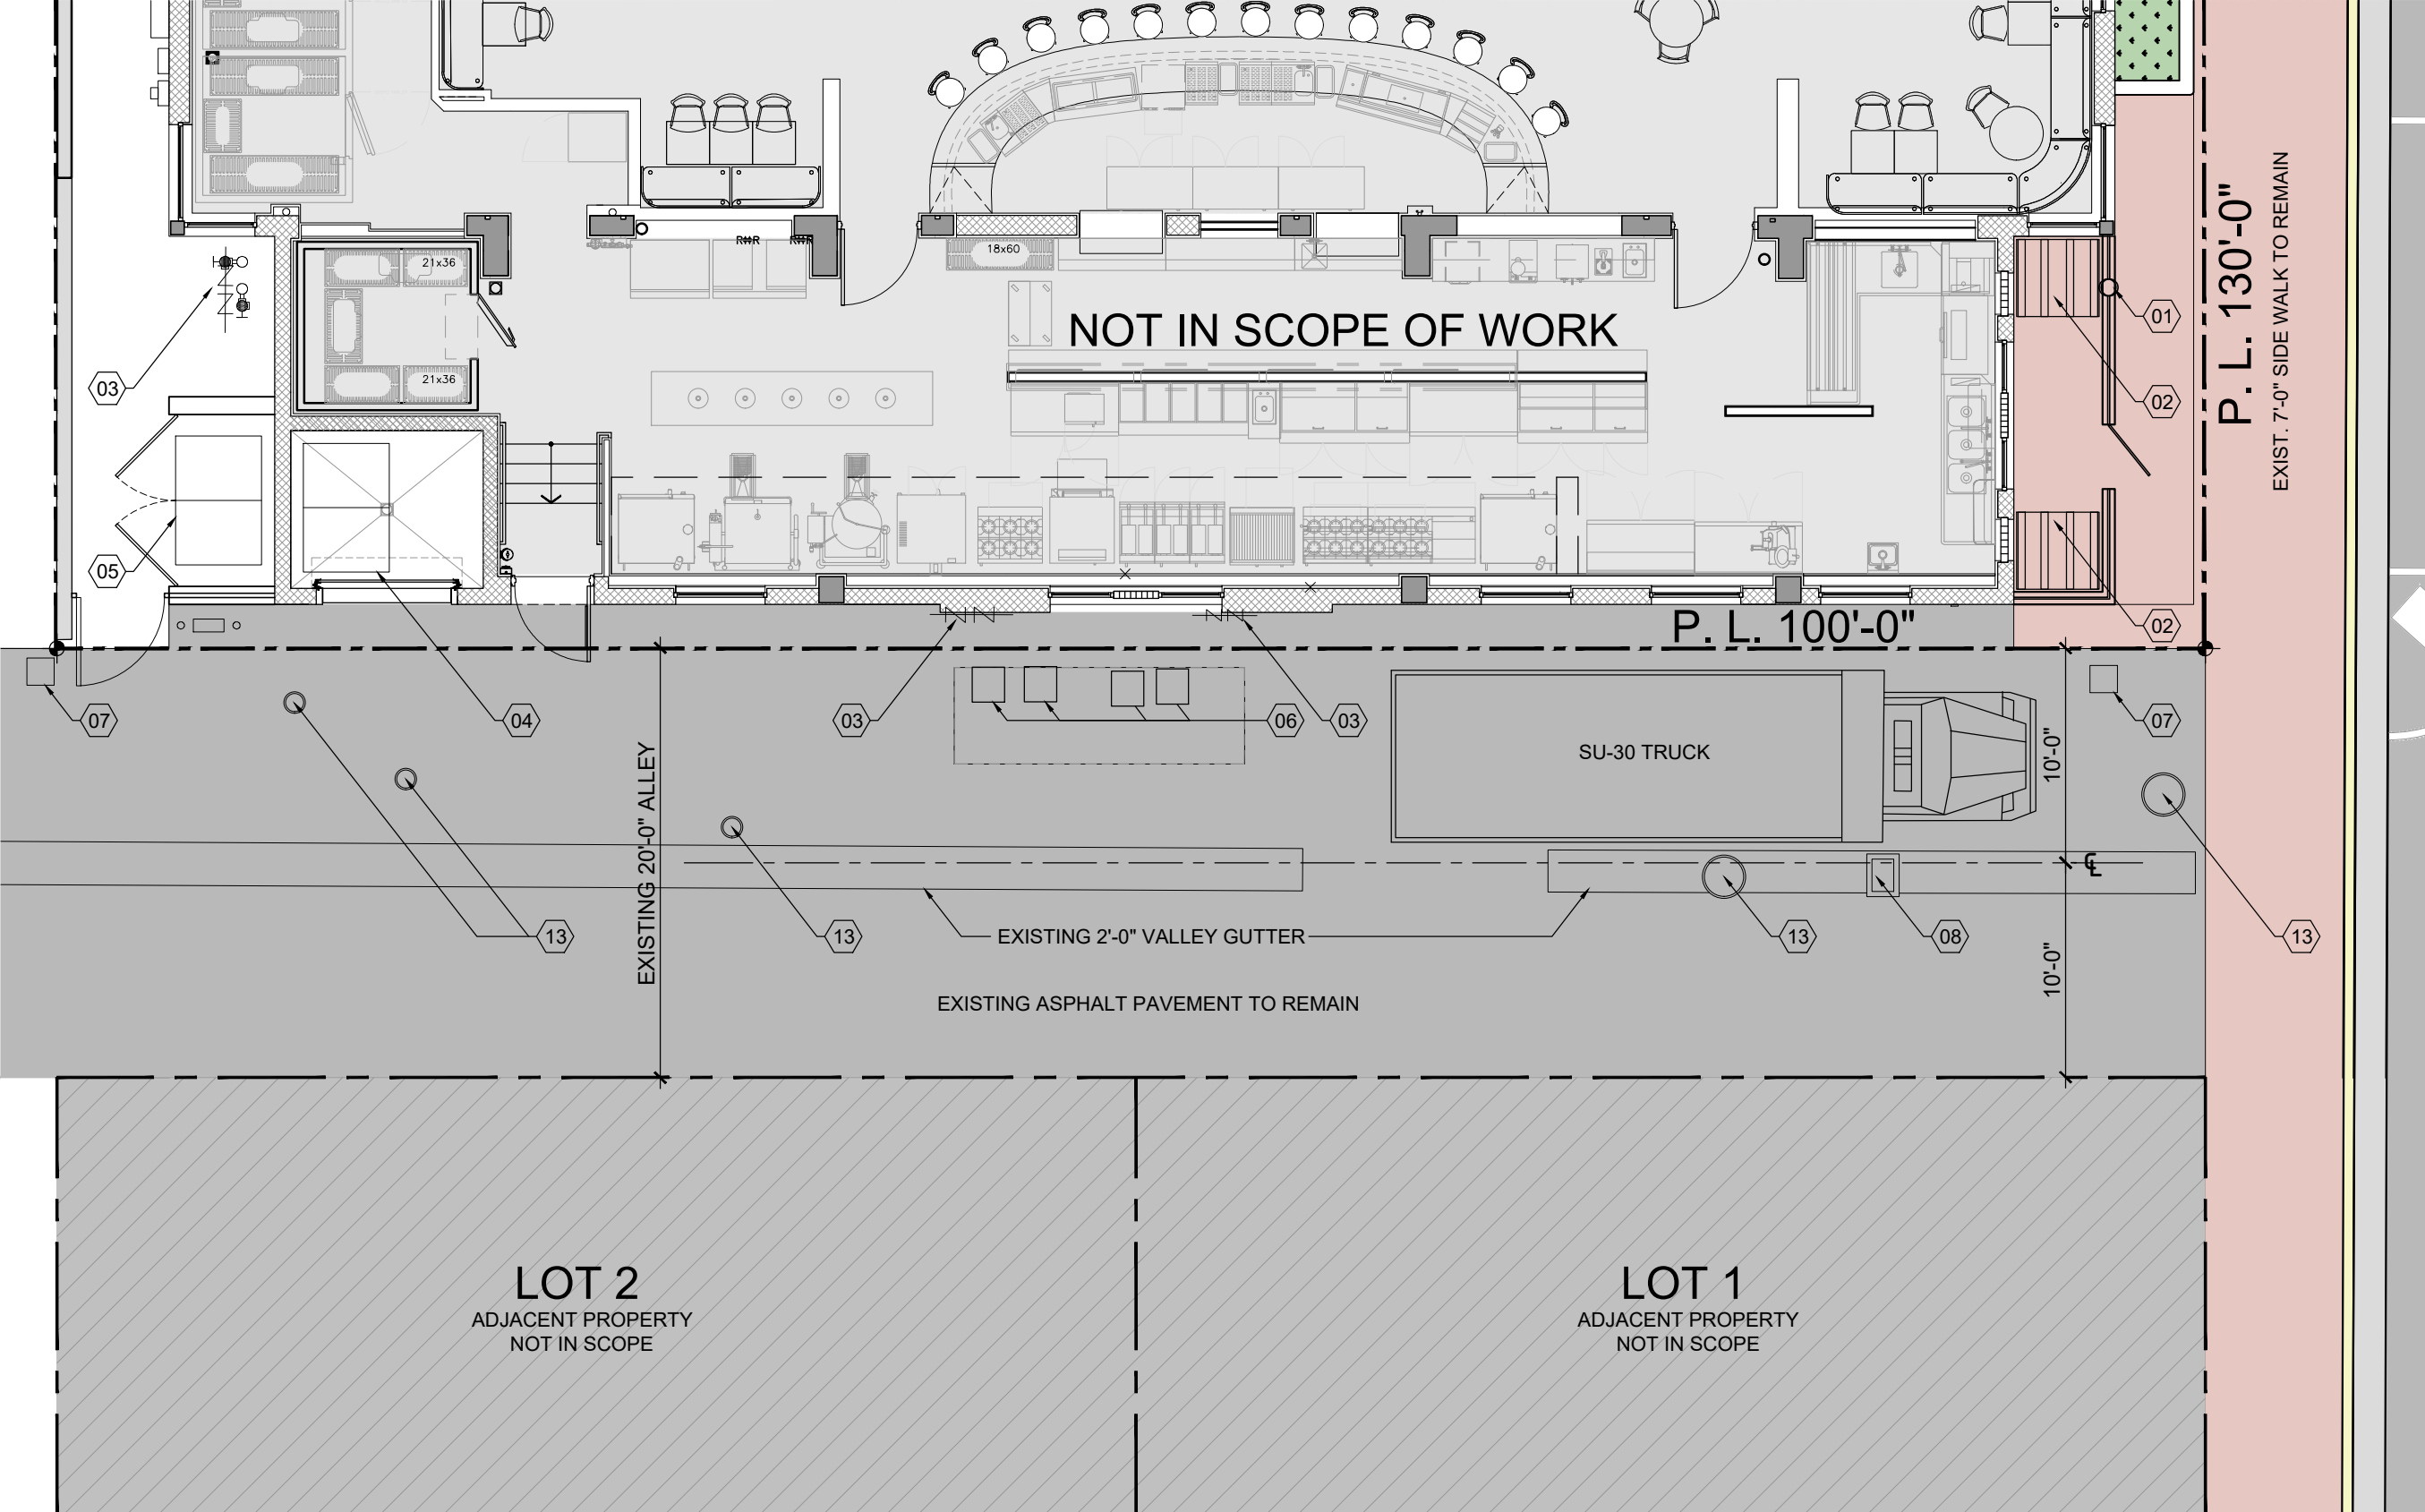 R##R
R##R
18x60
21x36
21x36
NOT IN SCOPE OF WORK
P. L. 130'-0"
EXIST. 7'-0" SIDE WALK TO REMAIN
01
02
02
03
05
P. L. 100'-0"
07
04
03
06
03
07
SU-30 TRUCK
EXISTING 20'-0" ALLEY
10'-0"
10'-0"
℄
13
13
EXISTING 2'-0" VALLEY GUTTER
13
08
13
EXISTING ASPHALT PAVEMENT TO REMAIN
LOT 2
ADJACENT PROPERTY
NOT IN SCOPE
LOT 1
ADJACENT PROPERTY
NOT IN SCOPE